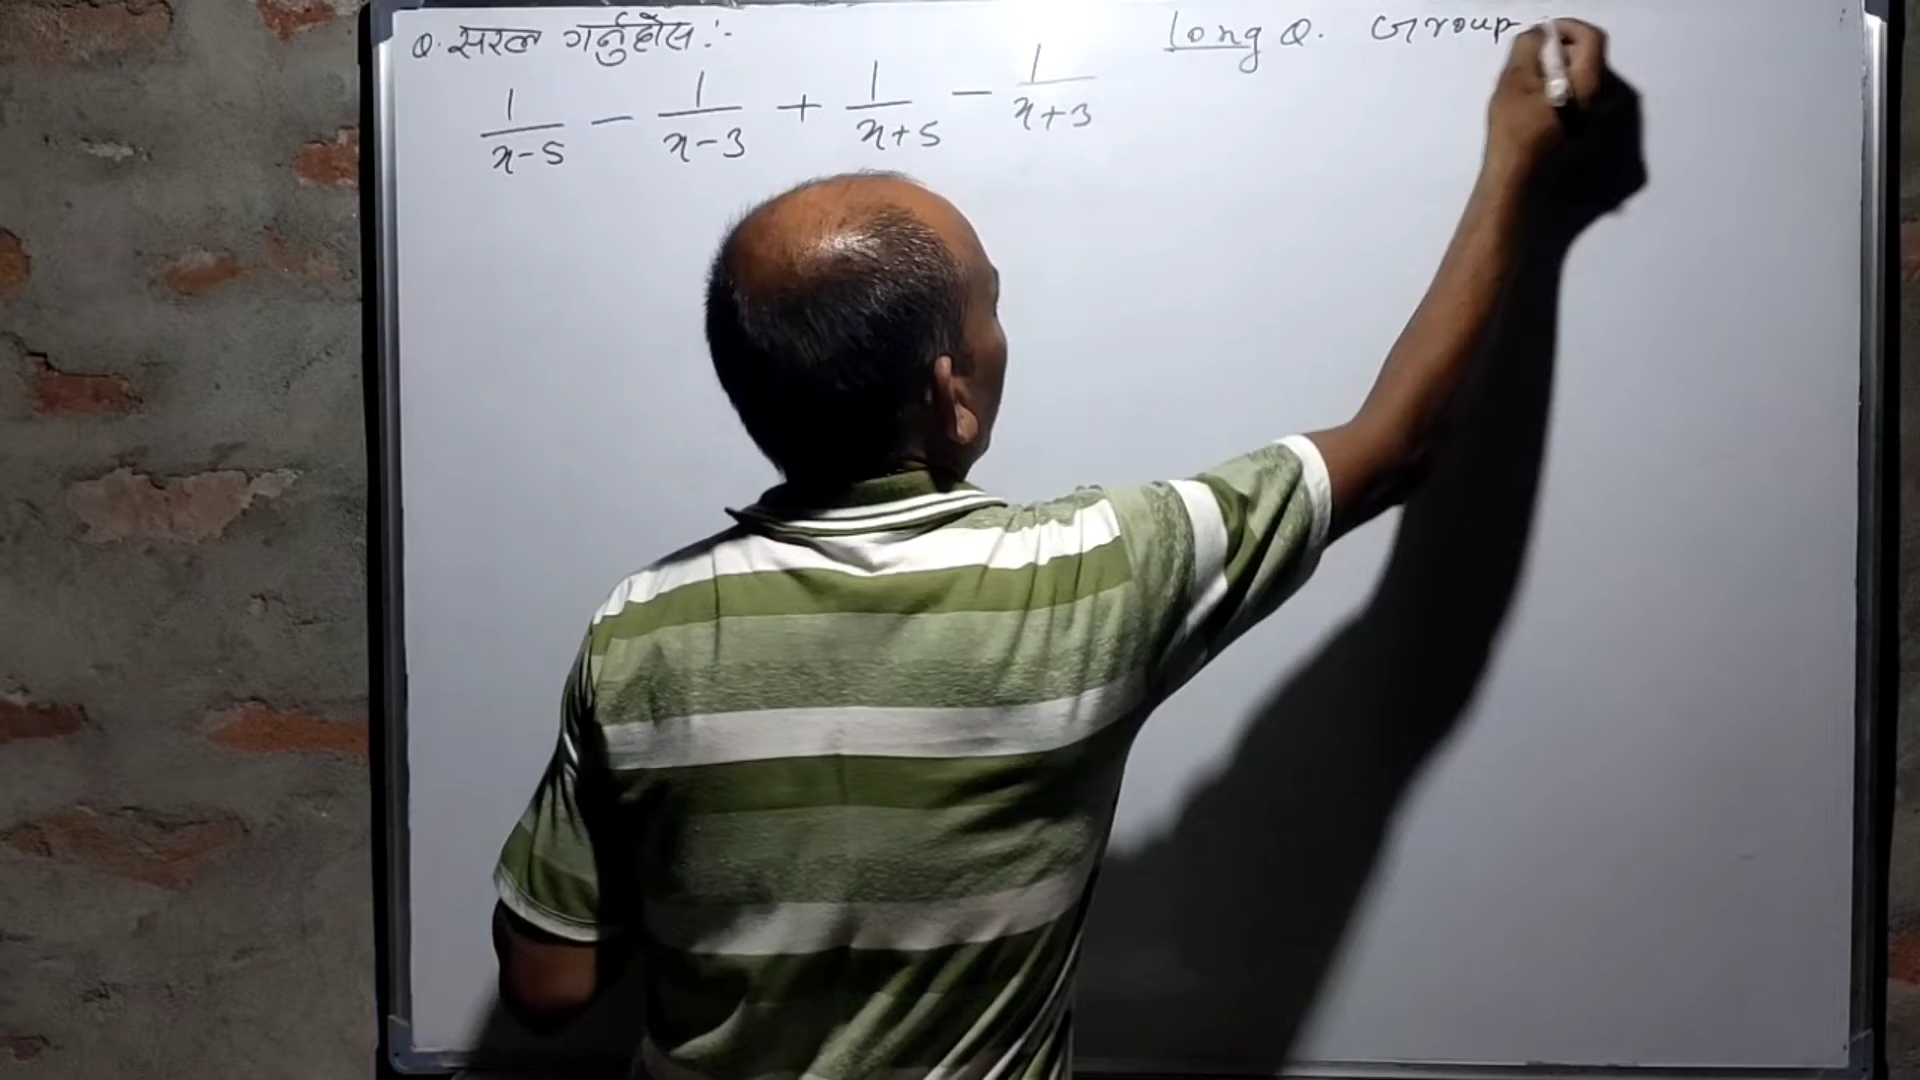 Q. सरल गर्नुहोस :-
long Q. Group
1/(x-5) - 1/(x-3) + 1/(x+5) - 1/(x+3)